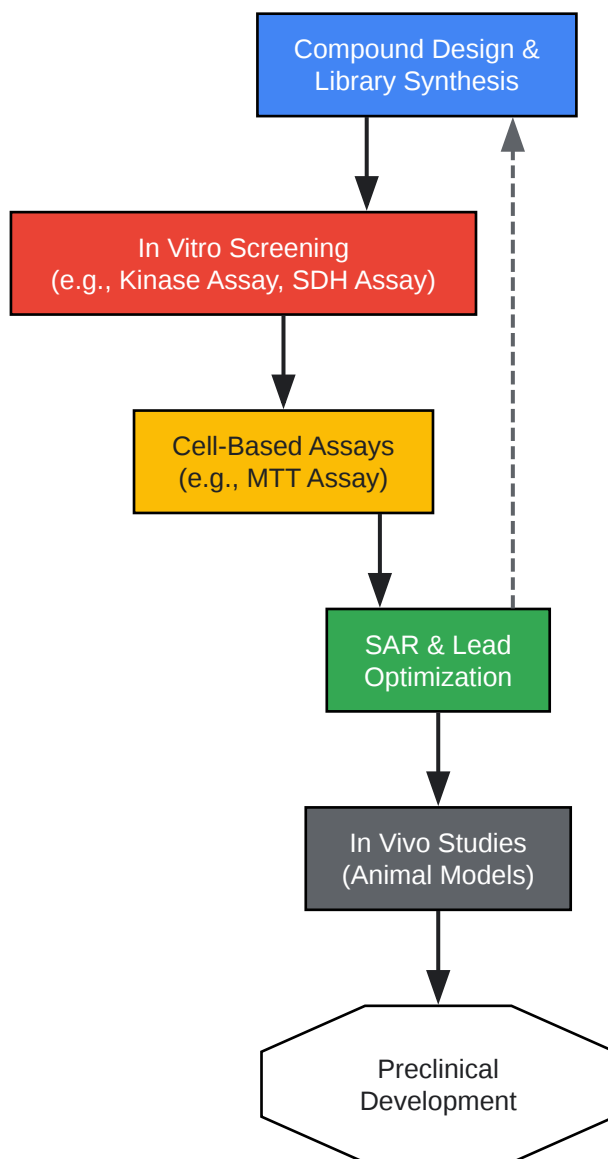 Compound Design &
Library Synthesis
In Vitro Screening
(e.g., Kinase Assay, SDH Assay)
Cell-Based Assays
(e.g., MTT Assay)
SAR & Lead
Optimization
In Vivo Studies
(Animal Models)
Preclinical
Development